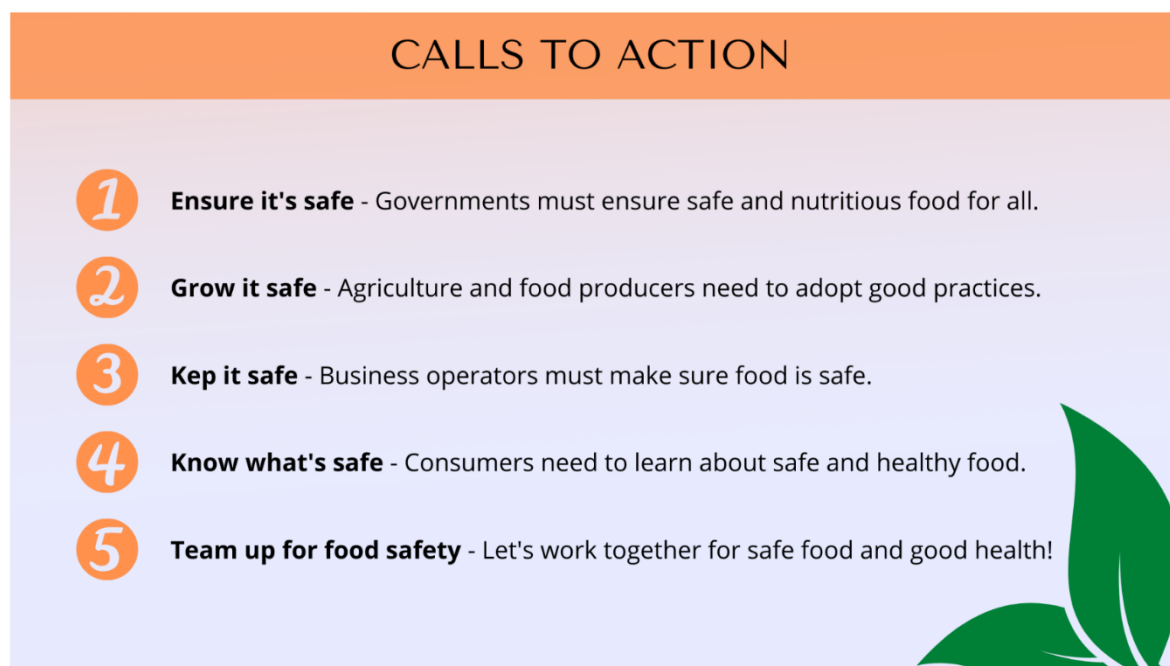 CALLS TO ACTION
1 Ensure it's safe - Governments must ensure safe and nutritious food for all.
2 Grow it safe - Agriculture and food producers need to adopt good practices.
3 Kep it safe - Business operators must make sure food is safe.
4 Know what's safe - Consumers need to learn about safe and healthy food.
5 Team up for food safety - Let's work together for safe food and good health!